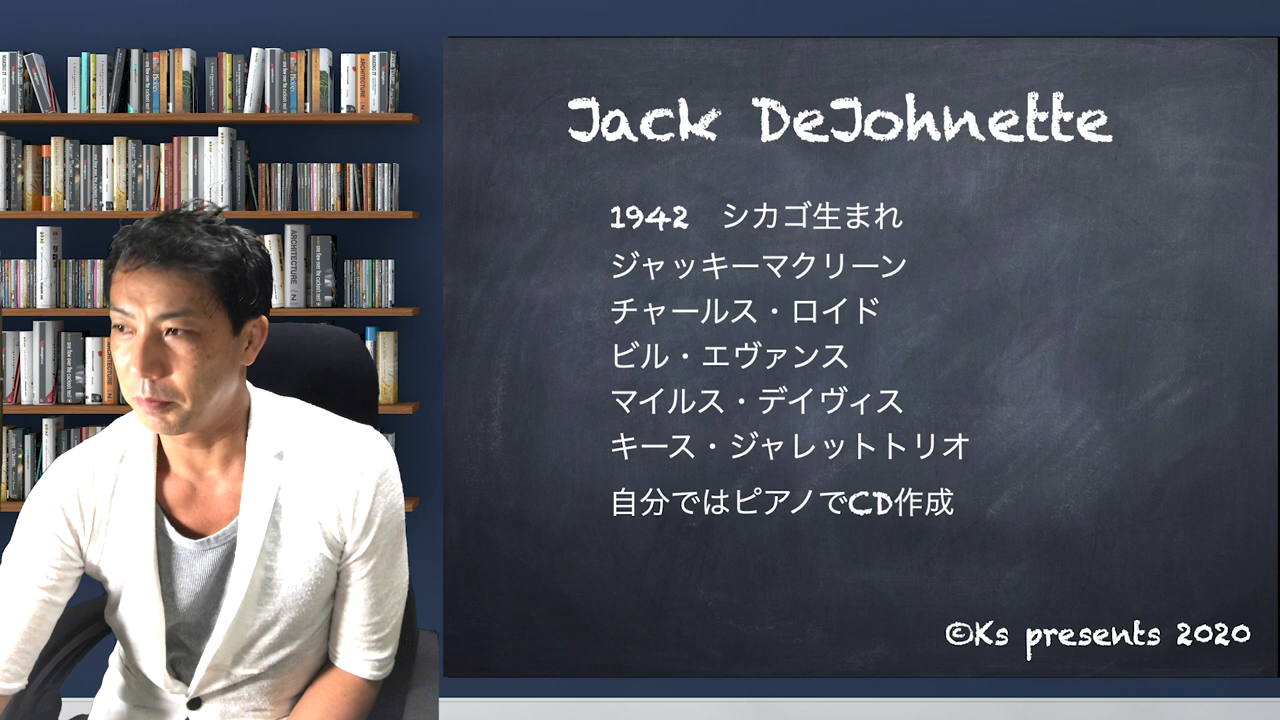 Jack DeJohnette
1942 シカゴ生まれ
ジャッキーマクリーン
チャールス・ロイド
ビル・エヴァンス
マイルス・デイヴィス
キース・ジャレットトリオ
自分ではピアノでCD作成
©Ks presents 2020